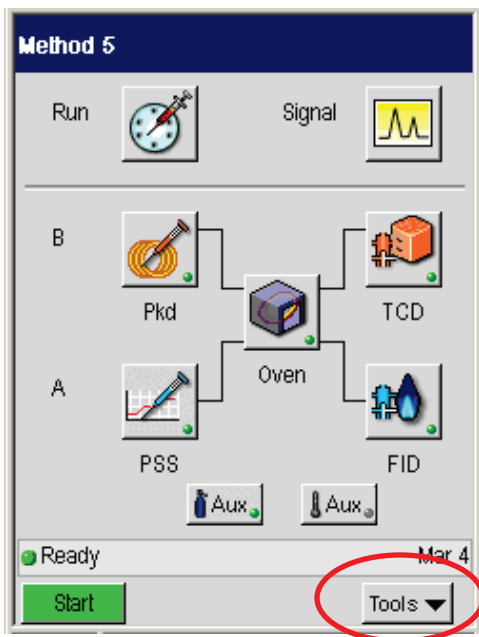 Method 5
Run Signal
B
Pkd TCD
Oven
A
PSS FID
Aux Aux
Ready Mar 4
Start Tools